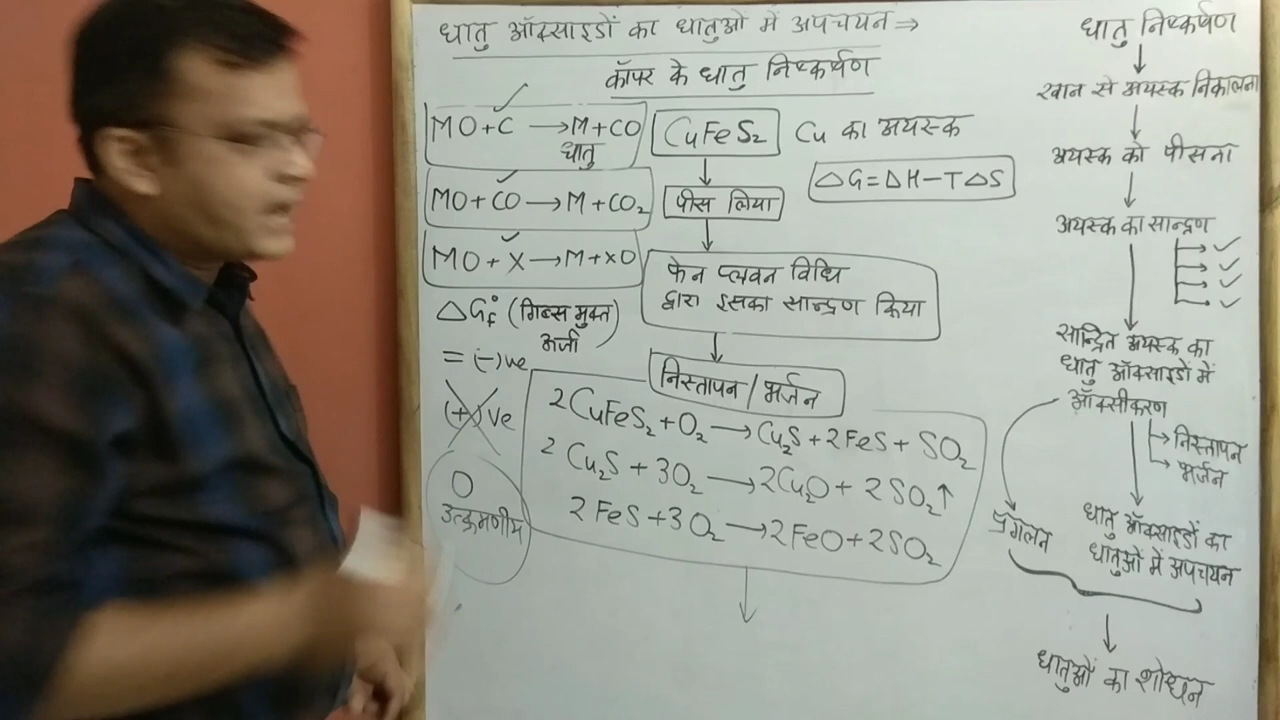 धातु ऑक्साइडों का धातुओं में अपचयन ⇒
कॉपर के धातु निष्कर्षण
MO + C → M + CO
धातु
MO + CO → M + CO₂
MO + X → M + XO
ΔG°f (गिब्स मुक्त
ऊर्जा)
= (-)ve
(+)ve
0
उत्क्रमणीय
CuFeS₂ Cu का अयस्क
ΔG = ΔH - TΔS
पीस लिया
फेन प्लवन विधि
द्वारा इसका सान्द्रण किया
निस्तापन / भर्जन
2CuFeS₂ + O₂ → Cu₂S + 2FeS + SO₂
2Cu₂S + 3O₂ → 2Cu₂O + 2SO₂↑
2FeS + 3O₂ → 2FeO + 2SO₂
धातु निष्कर्षण
खान से अयस्क निकालना
अयस्क को पीसना
अयस्क का सान्द्रण
सान्द्रित अयस्क का
धातु ऑक्साइडों में
ऑक्सीकरण
निस्तापन
भर्जन
प्रगलन
धातु ऑक्साइडों का
धातुओं में अपचयन
धातुओं का शोधन